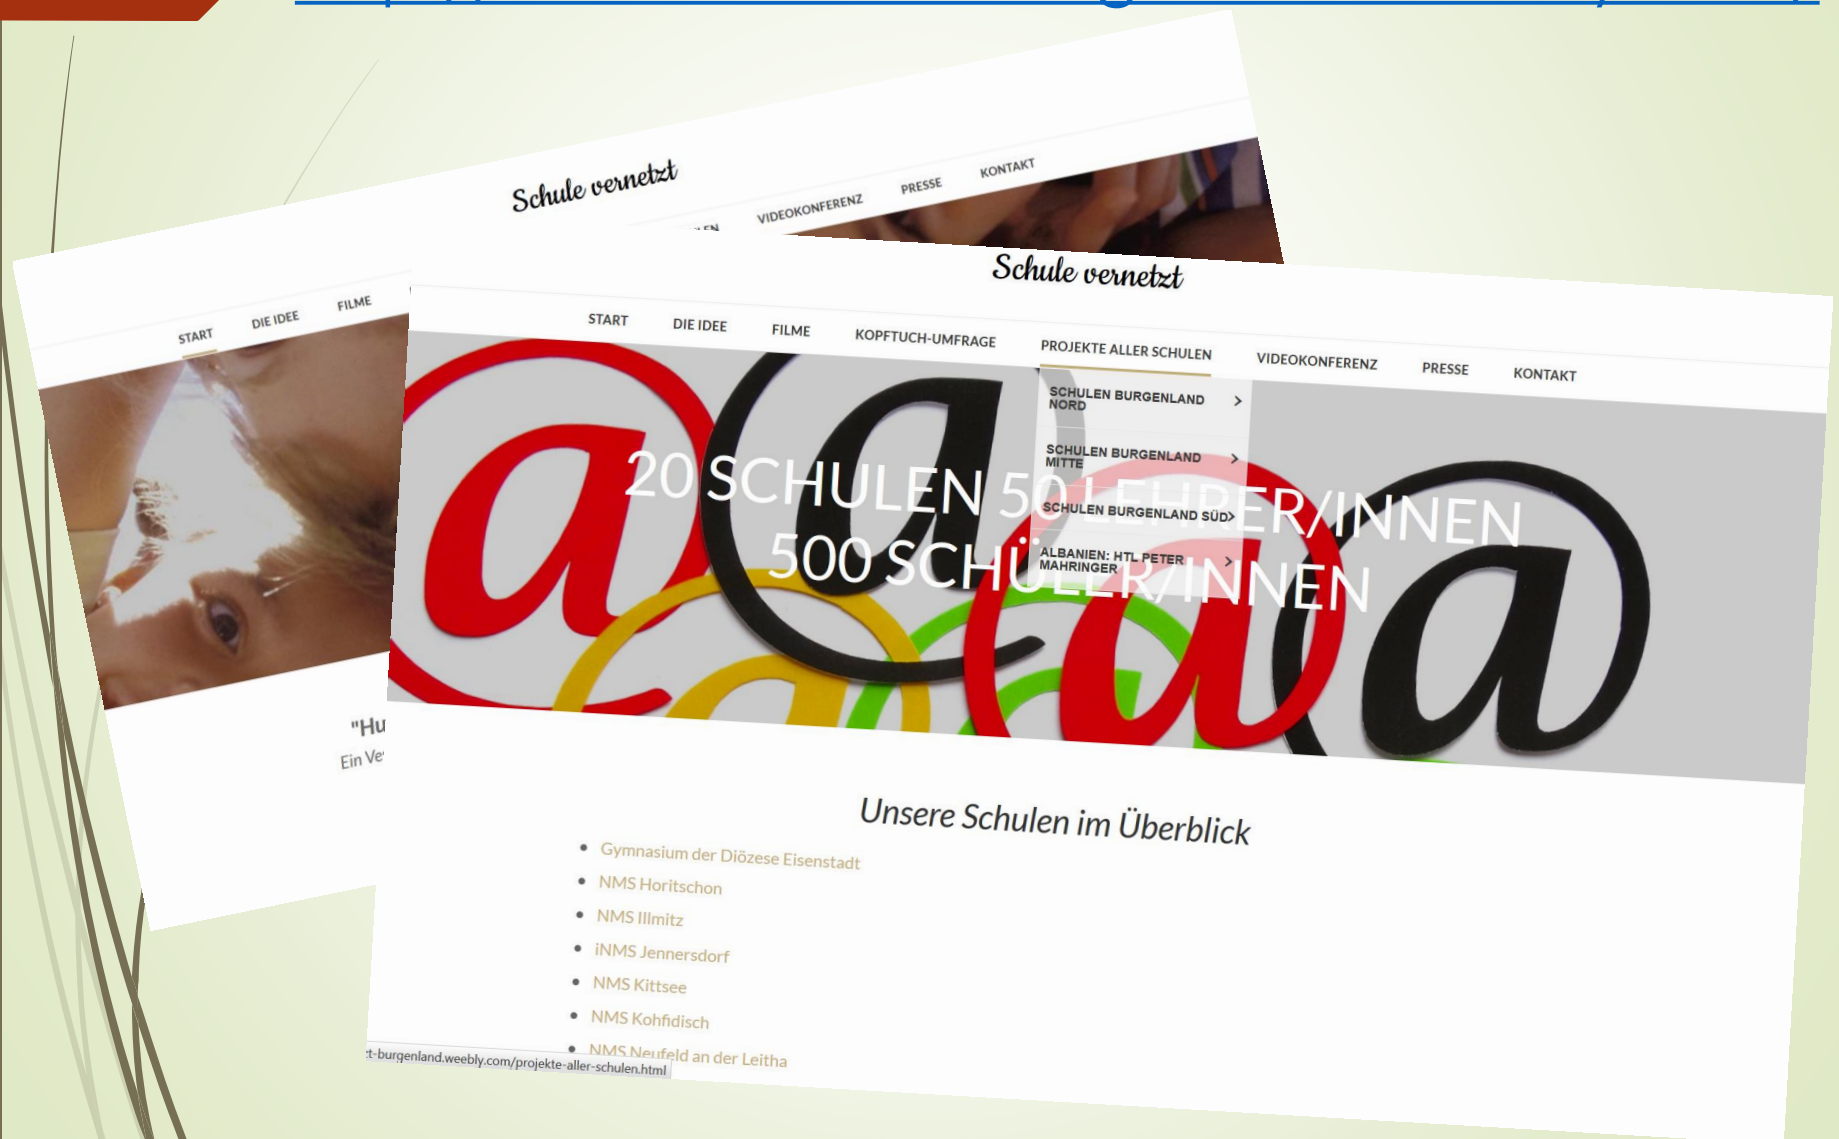 Schule vernetzt
VIDEOKONFERENZ PRESSE KONTAKT
START DIE IDEE FILME
"Hu
Ein Ve
Schule vernetzt
START DIE IDEE FILME KOPFTUCH-UMFRAGE PROJEKTE ALLER SCHULEN VIDEOKONFERENZ PRESSE KONTAKT
SCHULEN BURGENLAND
NORD
SCHULEN BURGENLAND
MITTE
SCHULEN BURGENLAND SÜD
ALBANIEN: HTL PETER
MAHRINGER
20 SCHULEN 50 LEHRER/INNEN
500 SCHÜLER/INNEN
Unsere Schulen im Überblick
Gymnasium der Diözese Eisenstadt
NMS Horitschon
NMS Illmitz
iNMS Jennersdorf
NMS Kittsee
NMS Kohfidisch
NMS Neufeld an der Leitha
t-burgenland.weebly.com/projekte-aller-schulen.html